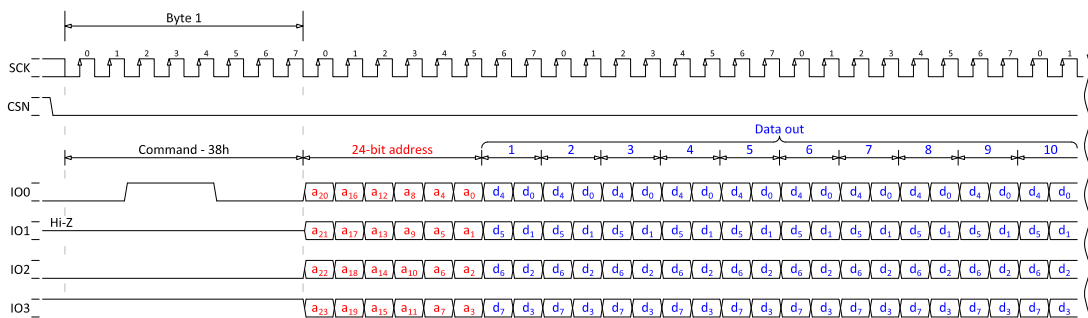 Byte 1
0 1 2 3 4 5 6 7 0 1 2 3 4 5 6 7 0 1 2 3 4 5 6 7 0 1 2 3 4 5 6 7 0 1
SCK
CSN
Data out
Command - 38h 24-bit address 1 2 3 4 5 6 7 8 9 10
IO0 a20 a16 a12 a8 a4 a0 d4 d0 d4 d0 d4 d0 d4 d0 d4 d0 d4 d0 d4 d0 d4 d0 d4 d0 d4 d0
Hi-Z
IO1 a21 a17 a13 a9 a5 a1 d5 d1 d5 d1 d5 d1 d5 d1 d5 d1 d5 d1 d5 d1 d5 d1 d5 d1 d5 d1
IO2 a22 a18 a14 a10 a6 a2 d6 d2 d6 d2 d6 d2 d6 d2 d6 d2 d6 d2 d6 d2 d6 d2 d6 d2 d6 d2
IO3 a23 a19 a15 a11 a7 a3 d7 d3 d7 d3 d7 d3 d7 d3 d7 d3 d7 d3 d7 d3 d7 d3 d7 d3 d7 d3